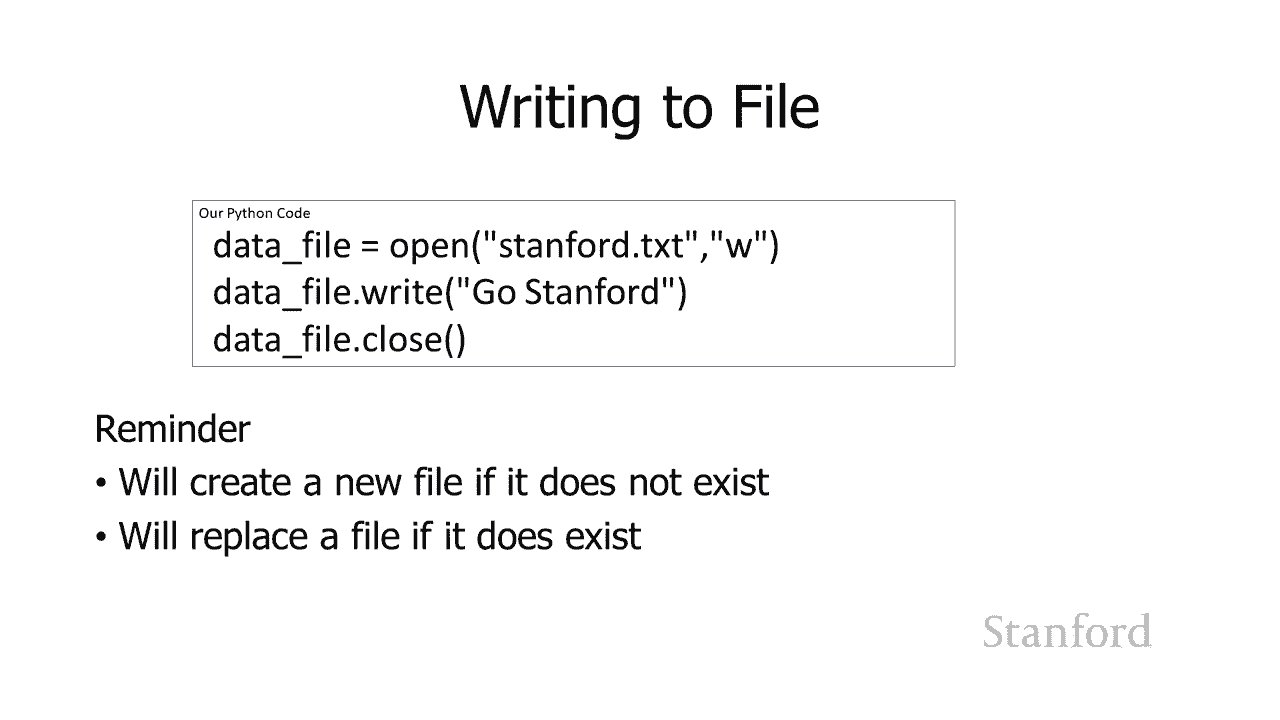 Writing to File
Our Python Code
data_file = open("stanford.txt","w")
data_file.write("Go Stanford")
data_file.close()
Reminder
• Will create a new file if it does not exist
• Will replace a file if it does exist
Stanford